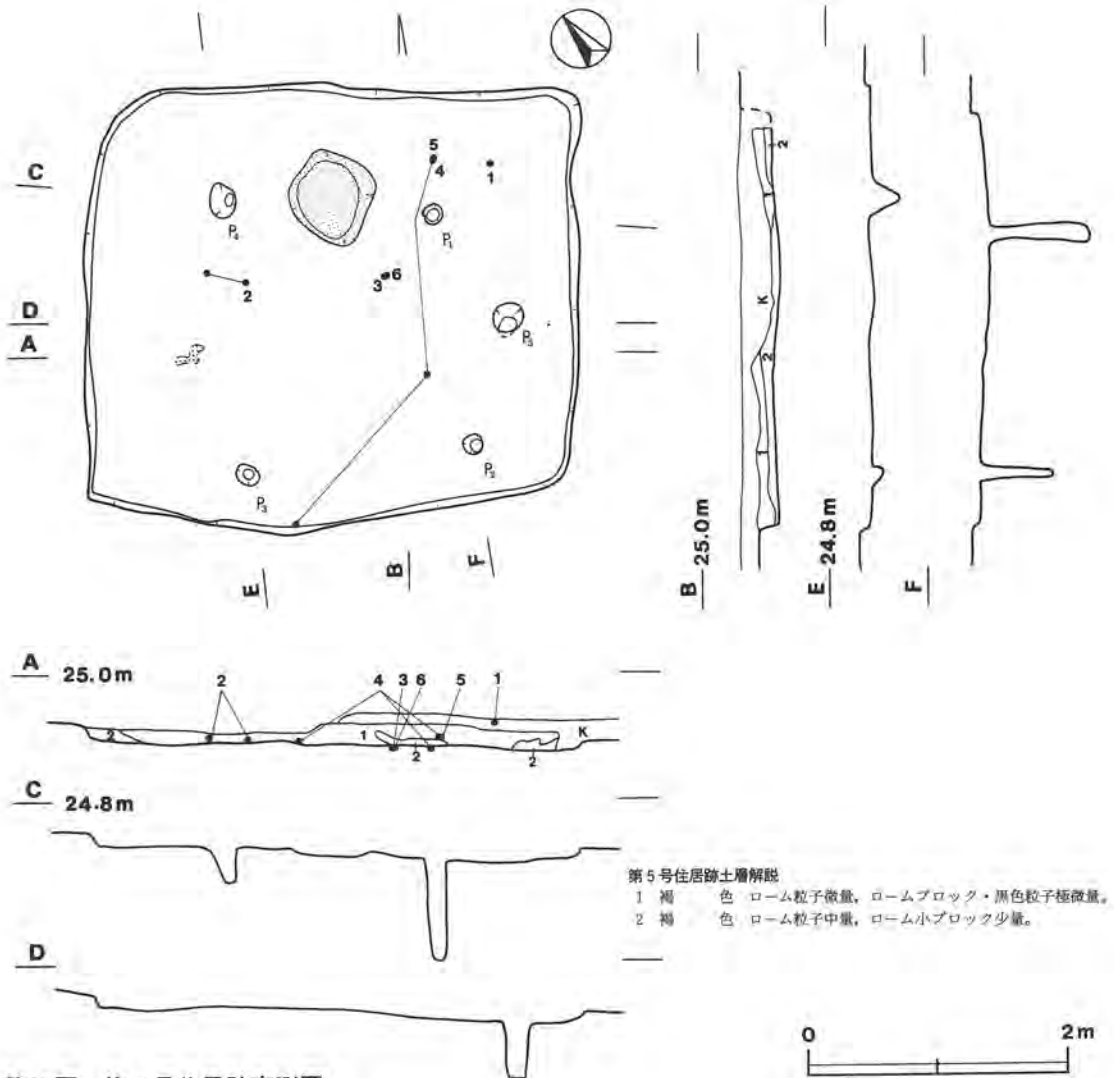 C
D
A
5
4
1
P₄
P₁
2
3 6
P₅
P₃
P₂
E
B
F
2
K
2
1
B 25.0m
E 24.8m
F
A 25.0m
2 4 3 6 5 1
2 1 2 2 K
C 24.8m
D
第5号住居跡土層解説
1 褐 色 ローム粒子微量，ロームブロック・黒色粒子極微量。
2 褐 色 ローム粒子中量，ローム小ブロック少量。
0 2m